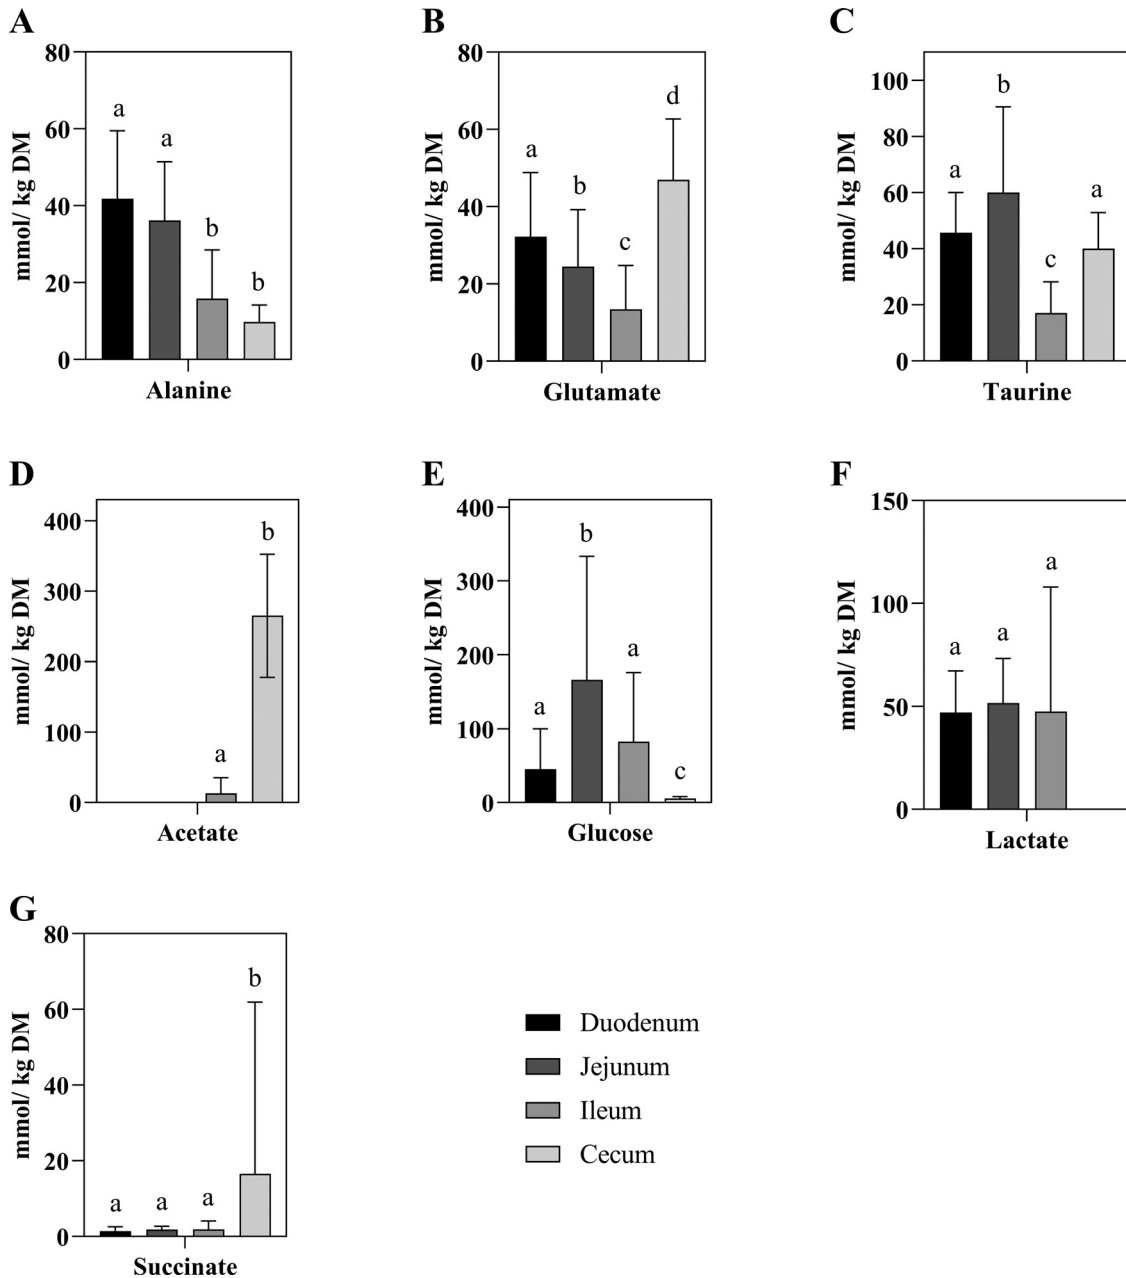 A
mmol/ kg DM
80
60
40
20
0
a
a
b
b
Alanine
B
mmol/ kg DM
80
60
40
20
0
a
b
c
d
Glutamate
C
mmol/ kg DM
100
80
60
40
20
0
a
b
c
a
Taurine
D
mmol/ kg DM
400
300
200
100
0
a
b
Acetate
E
mmol/ kg DM
400
300
200
100
0
a
b
a
c
Glucose
F
mmol/ kg DM
150
100
50
0
a
a
a
Lactate
G
mmol/ kg DM
80
60
40
20
0
a
a
a
b
Succinate
Duodenum
Jejunum
Ileum
Cecum